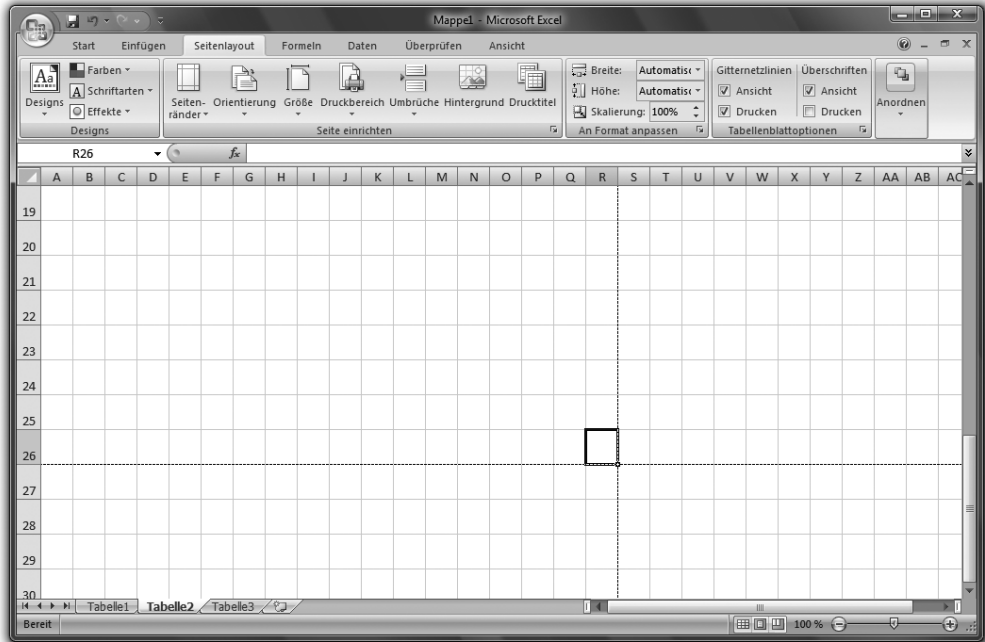 Mappe1 - Microsoft Excel
Start Einfügen Seitenlayout Formeln Daten Überprüfen Ansicht
Aa
Designs
Farben
A Schriftarten
Effekte
Designs
Seiten-
ränder
Orientierung Größe Druckbereich Umbrüche Hintergrund Drucktitel
Seite einrichten
Breite: Automatisc
Höhe: Automatisc
Skalierung: 100%
An Format anpassen
Gitternetzlinien Überschriften
Ansicht Ansicht
Drucken Drucken
Tabellenblattoptionen
Anordnen
R26 fx
A B C D E F G H I J K L M N O P Q R S T U V W X Y Z AA AB AC
19
20
21
22
23
24
25
26
27
28
29
30
Tabelle1 Tabelle2 Tabelle3
Bereit 100 %